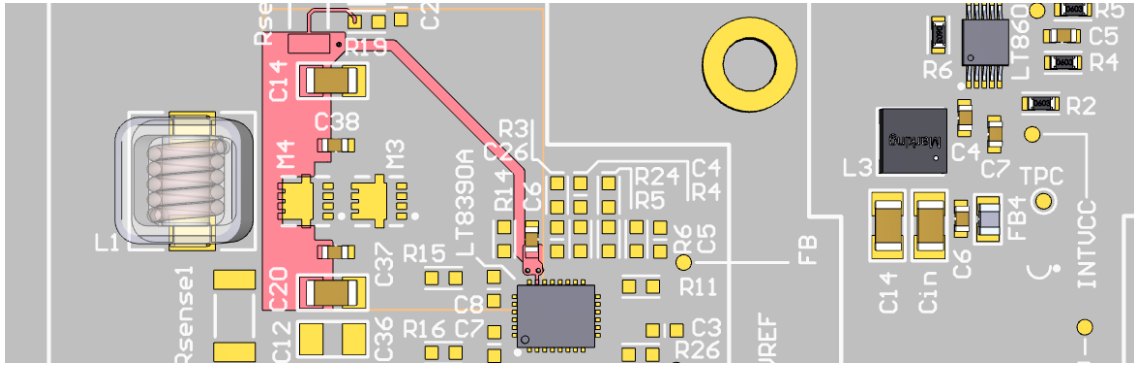 Rse
C2
R19
C14
C38
M4
M3
L1
C20
C37
Rsense1
C12
C36
R15
R16
LT8390A
C8
C7
R14
C6
R3
C26
C4
R24
R4
R5
R6
C5
R11
C3
R26
FB
VREF
R6
LT860
R5
C5
R4
R2
L3
Marking
C4
C7
TPC
C14
Cin
C6
FB4
INTVCC